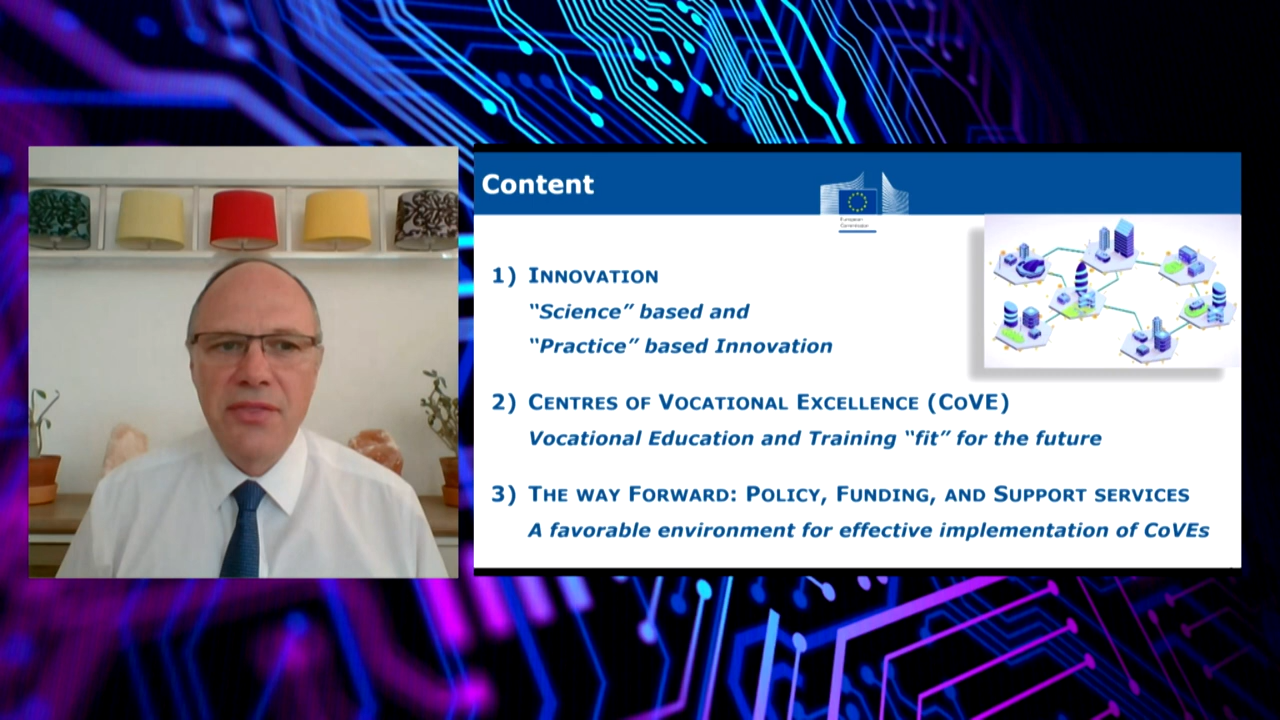 Content
European
Commission
1) INNOVATION
“Science” based and
“Practice” based Innovation
2) CENTRES OF VOCATIONAL EXCELLENCE (COVE)
Vocational Education and Training “fit” for the future
3) THE WAY FORWARD: POLICY, FUNDING, AND SUPPORT SERVICES
A favorable environment for effective implementation of CoVEs